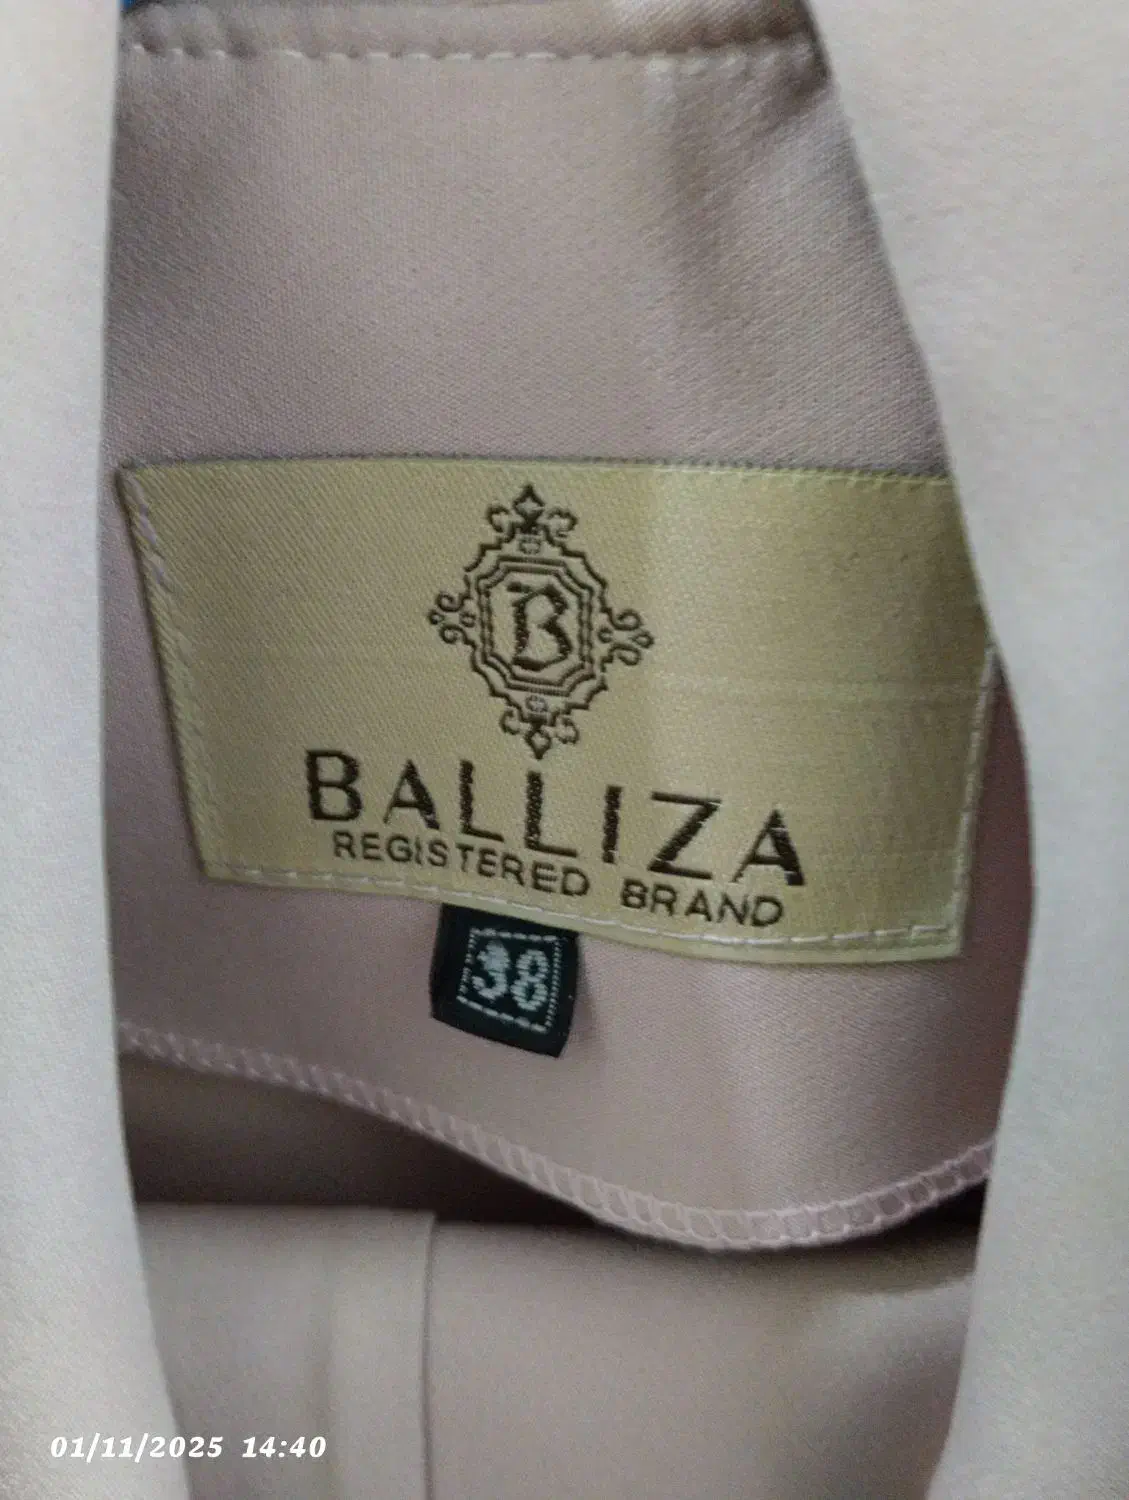 B
BALLIZA
REGISTERED BRAND
38
01/11/2025 14:40